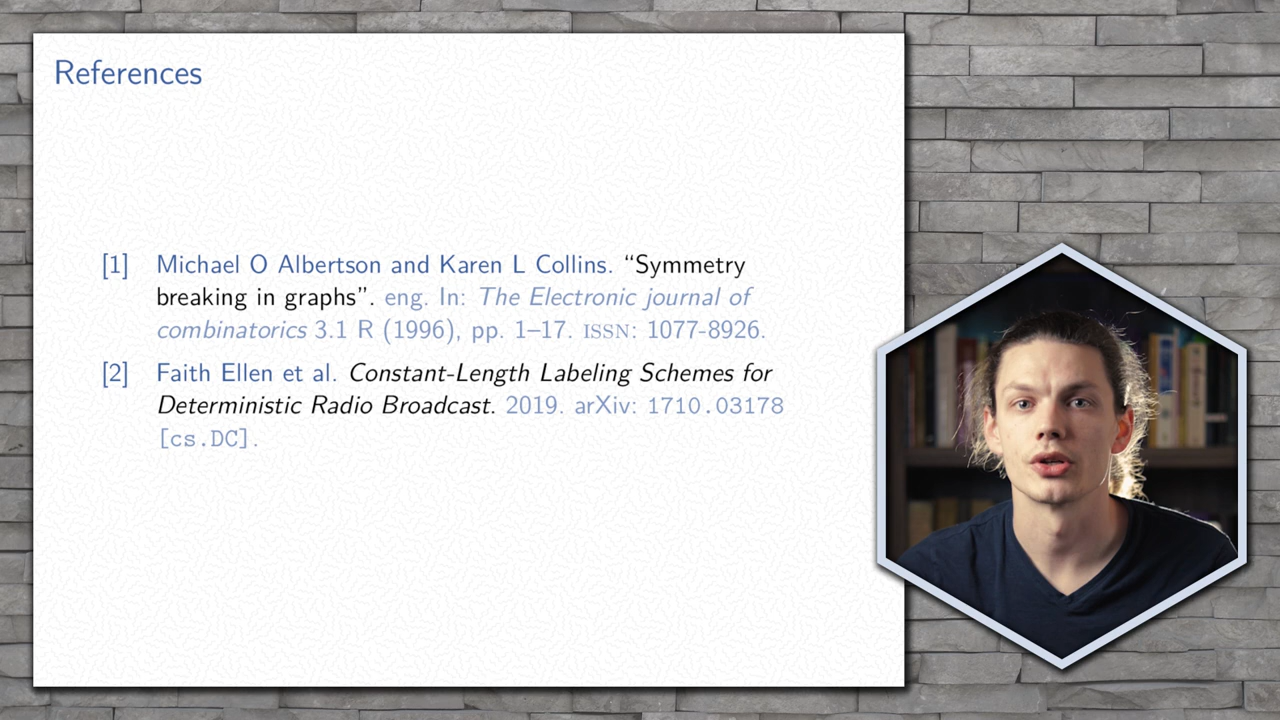 References
[1] Michael O Albertson and Karen L Collins. “Symmetry
breaking in graphs”. eng. In: The Electronic journal of
combinatorics 3.1 R (1996), pp. 1–17. ISSN: 1077-8926.
[2] Faith Ellen et al. Constant-Length Labeling Schemes for
Deterministic Radio Broadcast. 2019. arXiv: 1710.03178
[cs.DC].